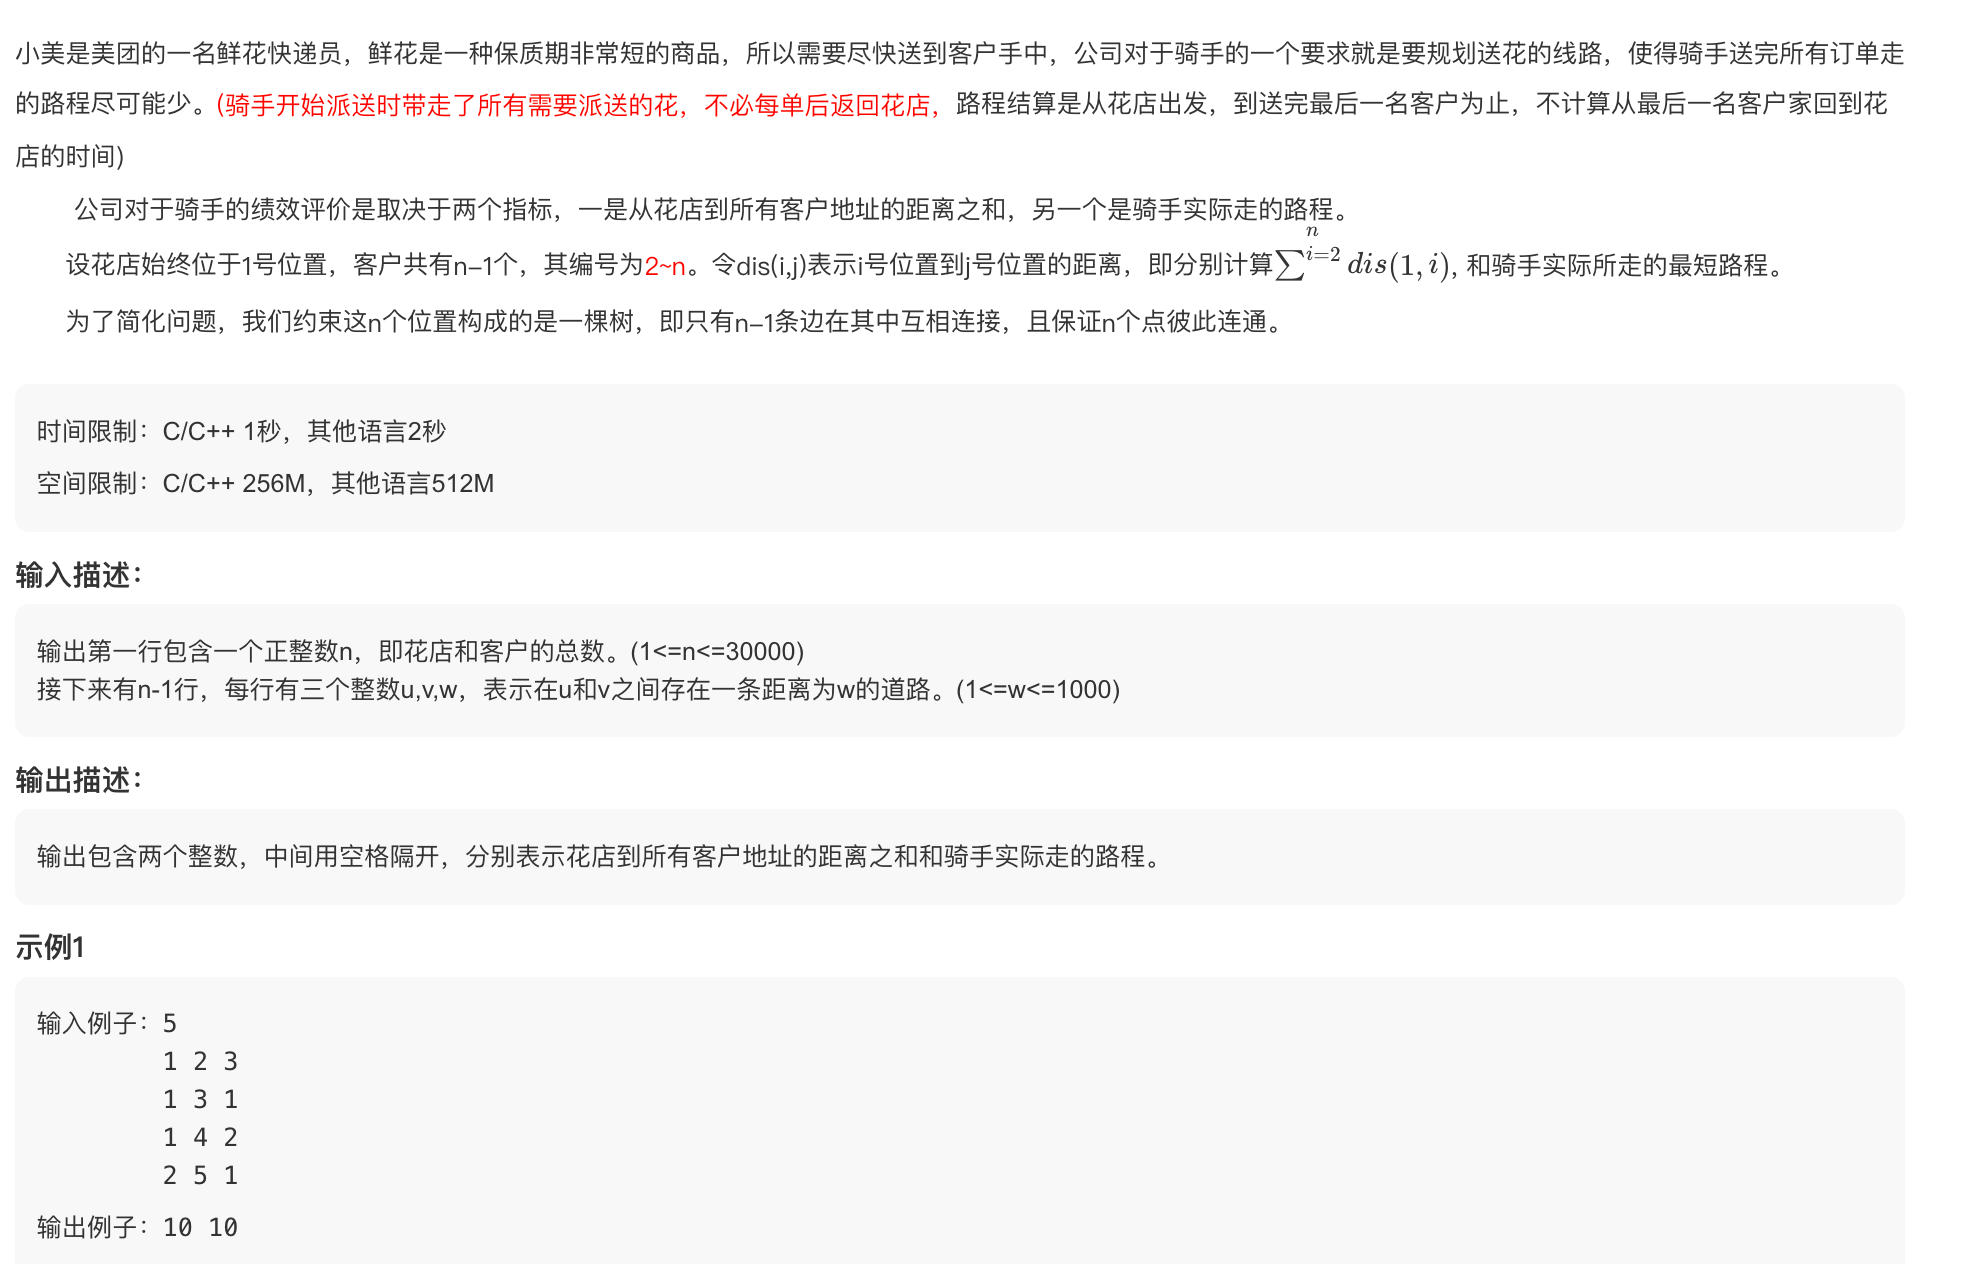 小美是美团的一名鲜花快递员，鲜花是一种保质期非常短的商品，所以需要尽快送到客户手中，公司对于骑手的一个要求就是要规划送花的线路，使得骑手送完所有订单走
的路程尽可能少。(骑手开始派送时带走了所有需要派送的花，不必每单后返回花店，路程结算是从花店出发，到送完最后一名客户为止，不计算从最后一名客户家回到花
店的时间)
公司对于骑手的绩效评价是取决于两个指标，一是从花店到所有客户地址的距离之和，另一个是骑手实际走的路程。
设花店始终位于1号位置，客户共有n-1个，其编号为2~n。令dis(i,j)表示i号位置到j号位置的距离，即分别计算∑_{i=2}^{n} dis(1,i), 和骑手实际所走的最短路程。
为了简化问题，我们约束这n个位置构成的是一棵树，即只有n-1条边在其中互相连接，且保证n个点彼此连通。
时间限制：C/C++ 1秒，其他语言2秒
空间限制：C/C++ 256M，其他语言512M
输入描述：
输出第一行包含一个正整数n，即花店和客户的总数。(1<=n<=30000)
接下来有n-1行，每行有三个整数u,v,w，表示在u和v之间存在一条距离为w的道路。(1<=w<=1000)
输出描述：
输出包含两个整数，中间用空格隔开，分别表示花店到所有客户地址的距离之和和骑手实际走的路程。
示例1
输入例子：5
1 2 3
1 3 1
1 4 2
2 5 1
输出例子：10 10